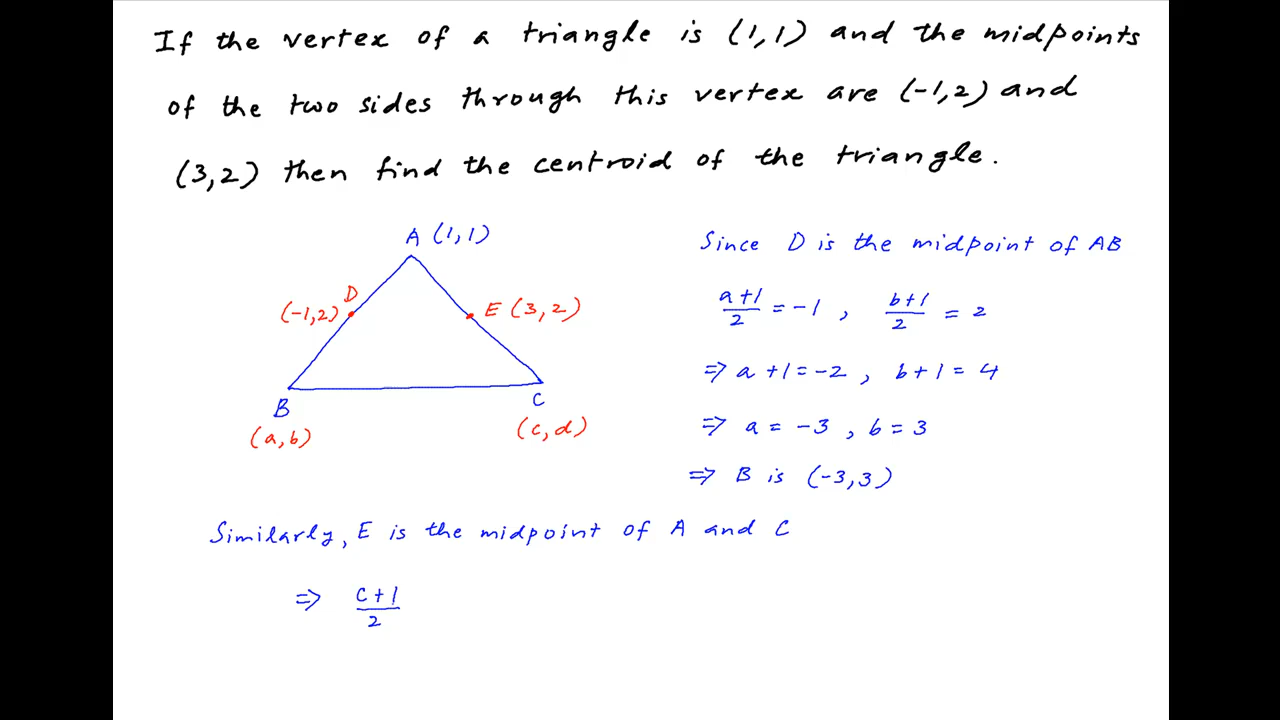 If the vertex of a triangle is (1,1) and the midpoints
of the two sides through this vertex are (-1,2) and
(3,2) then find the centroid of the triangle.
A (1,1)
D
(-1,2)
E (3,2)
B
C
(a,b)
(c,d)
Since D is the midpoint of AB
a+1/2 = -1 , b+1/2 = 2
⇒ a+1 = -2 , b+1 = 4
⇒ a = -3 , b = 3
⇒ B is (-3,3)
Similarly, E is the midpoint of A and C
⇒ c+1/2